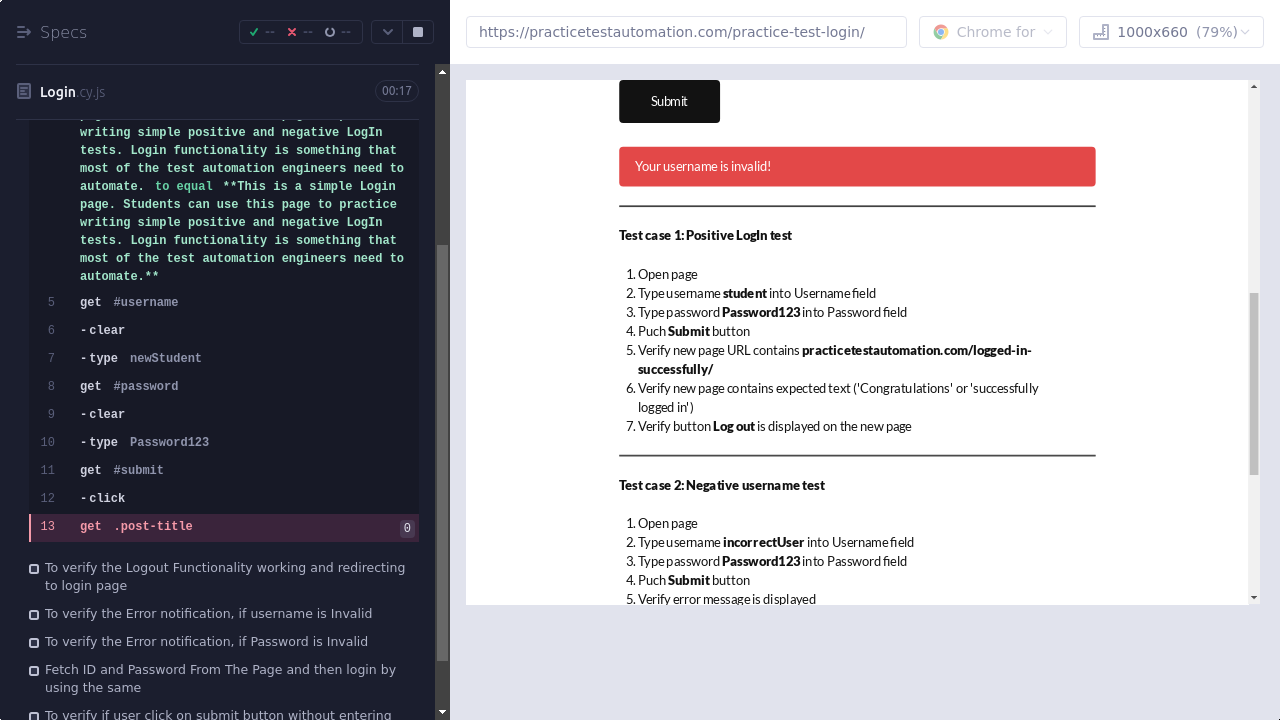 Specs
--
--
--
https://practicetestautomation.com/practice-test-login/
Chrome for
1000x660 (79%)
Login.cy.js
00:17
writing simple positive and negative LogIn
tests. Login functionality is something that
most of the test automation engineers need to
automate. to equal **This is a simple Login
page. Students can use this page to practice
writing simple positive and negative LogIn
tests. Login functionality is something that
most of the test automation engineers need to
automate.**
5 get #username
6 -clear
7 -type newStudent
8 get #password
9 -clear
10 -type Password123
11 get #submit
12 -click
13 get .post-title 0
To verify the Logout Functionality working and redirecting
to login page
To verify the Error notification, if username is Invalid
To verify the Error notification, if Password is Invalid
Fetch ID and Password From The Page and then login by
using the same
To verify if user click on submit button without entering
Submit
Your username is invalid!
Test case 1: Positive LogIn test
1. Open page
2. Type username student into Username field
3. Type password Password123 into Password field
4. Puch Submit button
5. Verify new page URL contains practicetestautomation.com/logged-in-
successfully/
6. Verify new page contains expected text ('Congratulations' or 'successfully
logged in')
7. Verify button Log out is displayed on the new page
Test case 2: Negative username test
1. Open page
2. Type username incorrectUser into Username field
3. Type password Password123 into Password field
4. Puch Submit button
5. Verify error message is displayed